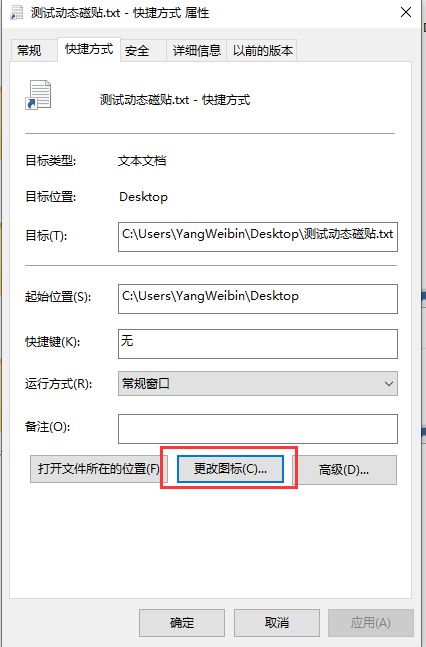 测试动态磁贴.txt - 快捷方式 属性
常规 快捷方式 安全 详细信息 以前的版本
测试动态磁贴.txt - 快捷方式
目标类型: 文本文档
目标位置: Desktop
目标(T): C:\Users\YangWeibin\Desktop\测试动态磁贴.txt
起始位置(S): C:\Users\YangWeibin\Desktop
快捷键(K): 无
运行方式(R): 常规窗口
备注(O):
打开文件所在的位置(F) 更改图标(C)... 高级(D)...
确定 取消 应用(A)